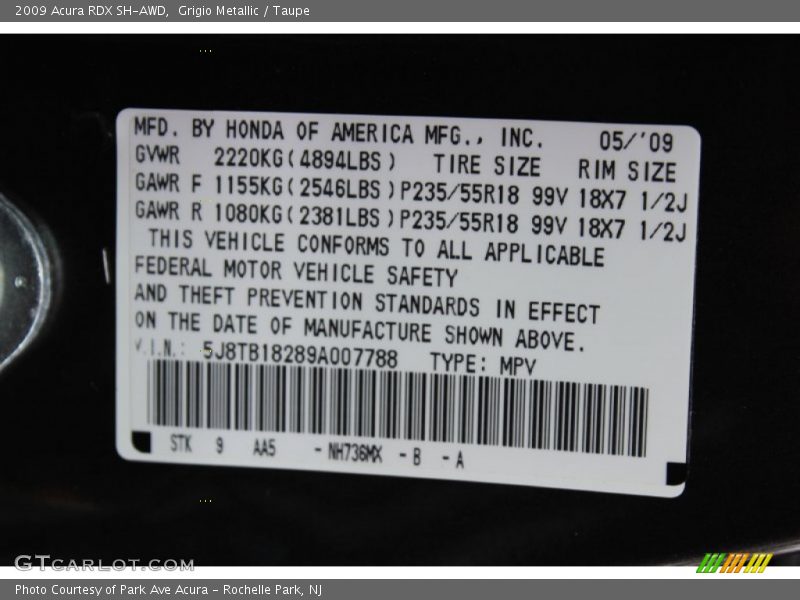 2009 Acura RDX SH-AWD,  Grigio Metallic / Taupe
MFD. BY HONDA OF AMERICA MFG., INC. 05/'09
GVWR 2220KG(4894LBS) TIRE SIZE RIM SIZE
GAWR F 1155KG(2546LBS)P235/55R18 99V 18X7 1/2J
GAWR R 1080KG(2381LBS)P235/55R18 99V 18X7 1/2J
THIS VEHICLE CONFORMS TO ALL APPLICABLE
FEDERAL MOTOR VEHICLE SAFETY
AND THEFT PREVENTION STANDARDS IN EFFECT
ON THE DATE OF MANUFACTURE SHOWN ABOVE.
V.I.N.: 5J8TB18289A007788 TYPE: MPV
STK 9 AA5 -NH736MX -B -A
GTCARLOT.COM
Photo Courtesy of Park Ave Acura - Rochelle Park, NJ